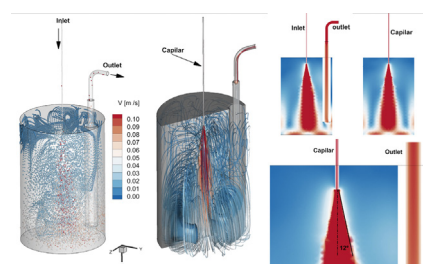 Inlet
Outlet
V [m/s]
0.10
0.09
0.08
0.07
0.06
0.05
0.04
0.03
0.02
0.01
0.00
Z
Y
Capilar
Inlet
outlet
Capilar
Capilar
Outlet
12°